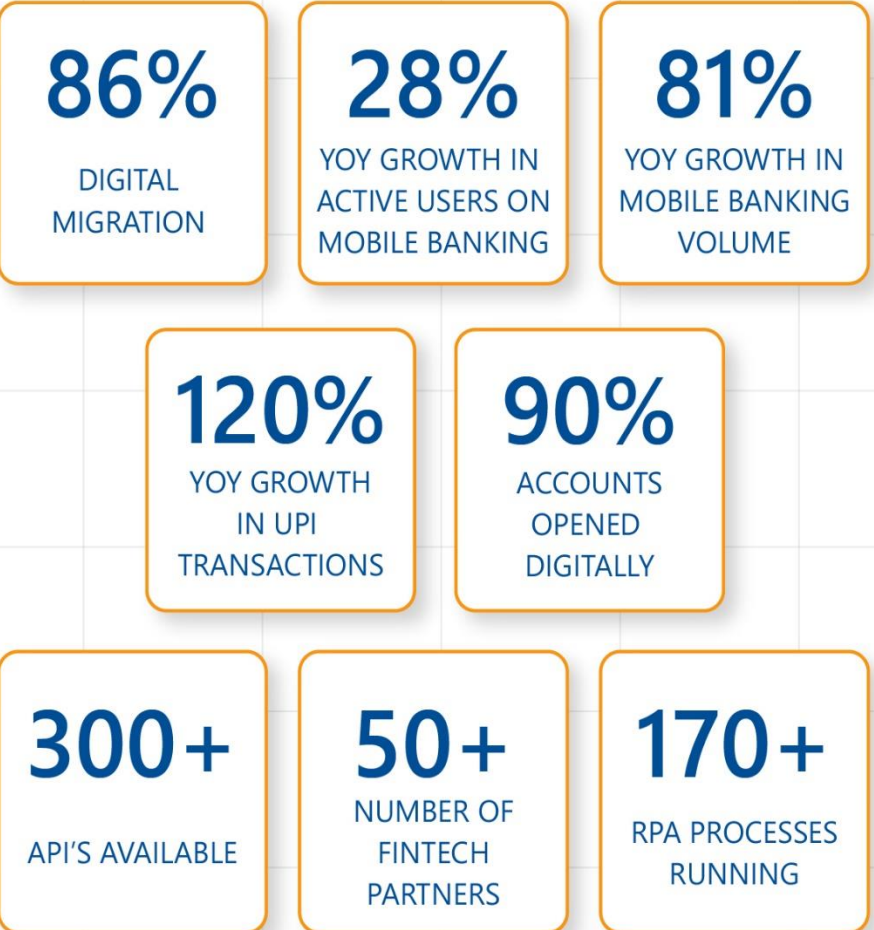 86%
DIGITAL
MIGRATION
28%
YOY GROWTH IN
ACTIVE USERS ON
MOBILE BANKING
81%
YOY GROWTH IN
MOBILE BANKING
VOLUME
120%
YOY GROWTH
IN UPI
TRANSACTIONS
90%
ACCOUNTS
OPENED
DIGITALLY
300+
API'S AVAILABLE
50+
NUMBER OF
FINTECH
PARTNERS
170+
RPA PROCESSES
RUNNING